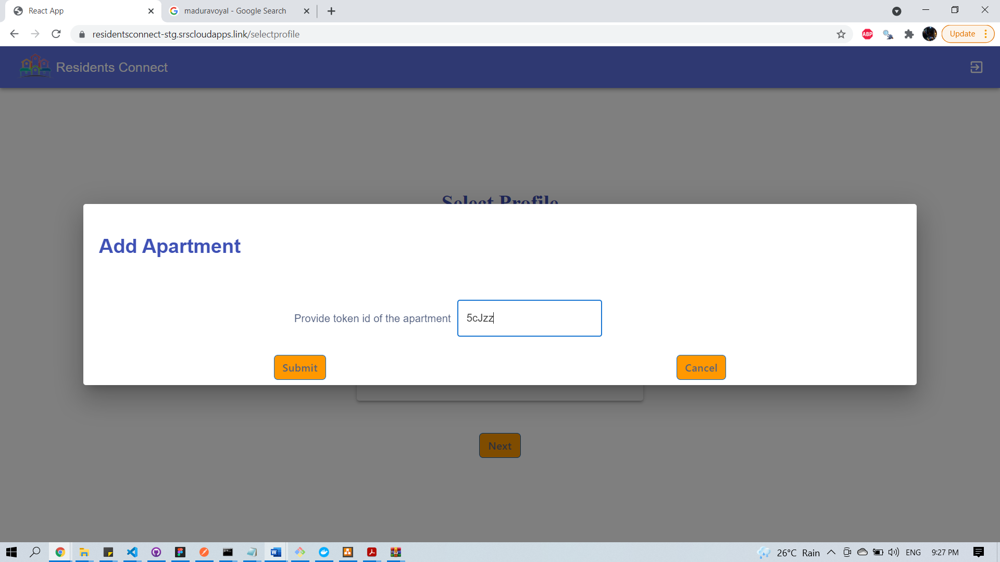 React App
maduravoyal - Google Search
residentsconnect-stg.srscloudapps.link/selectprofile
ABP
Update
Residents Connect
Select Profile
Add Apartment
Provide token id of the apartment
5cJzz
Submit
Cancel
Next
26°C Rain
ENG
9:27 PM